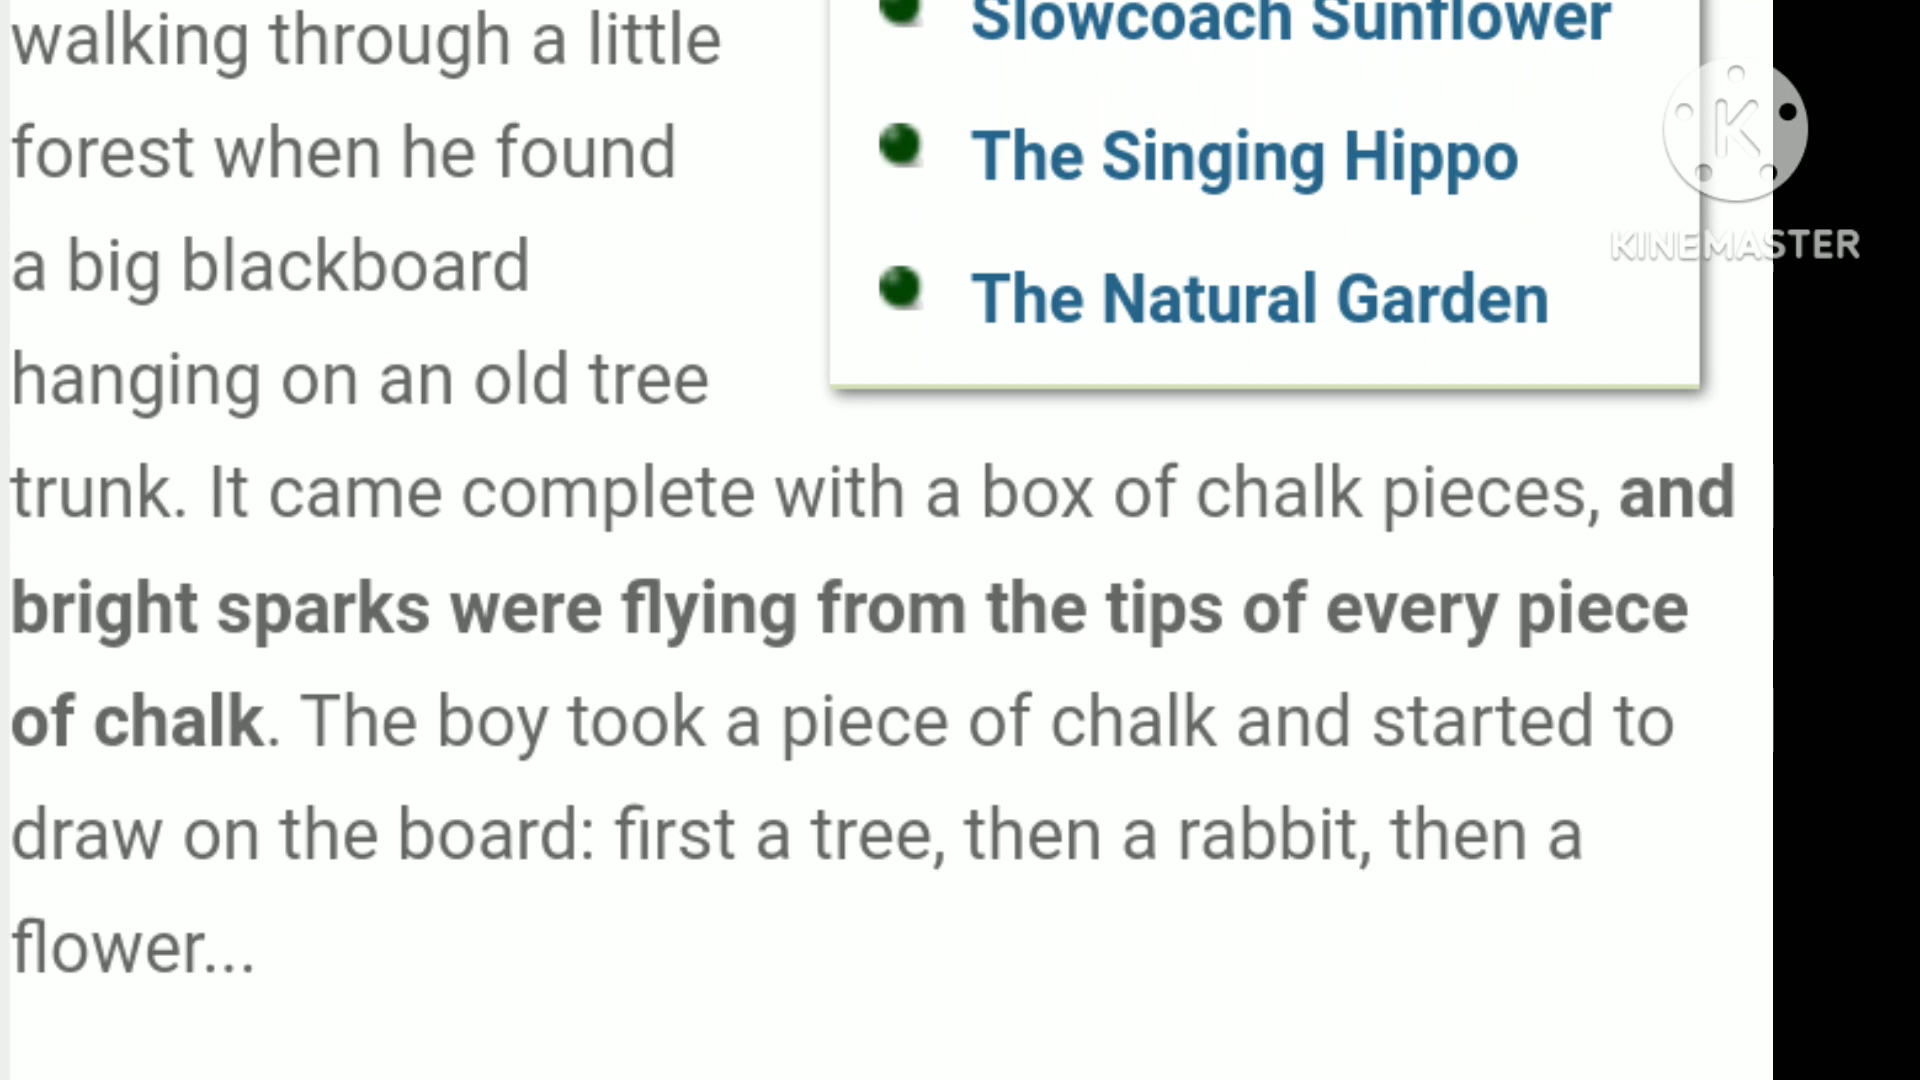 walking through a little
forest when he found
a big blackboard
hanging on an old tree
trunk. It came complete with a box of chalk pieces, and
bright sparks were flying from the tips of every piece
of chalk. The boy took a piece of chalk and started to
draw on the board: first a tree, then a rabbit, then a
flower...
Slowcoach Sunflower
The Singing Hippo
The Natural Garden
K
KINEMASTER